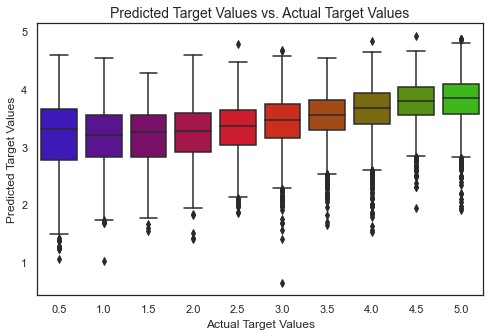 Predicted Target Values vs. Actual Target Values
5
4
3
2
1
Predicted Target Values
0.5 1.0 1.5 2.0 2.5 3.0 3.5 4.0 4.5 5.0
Actual Target Values